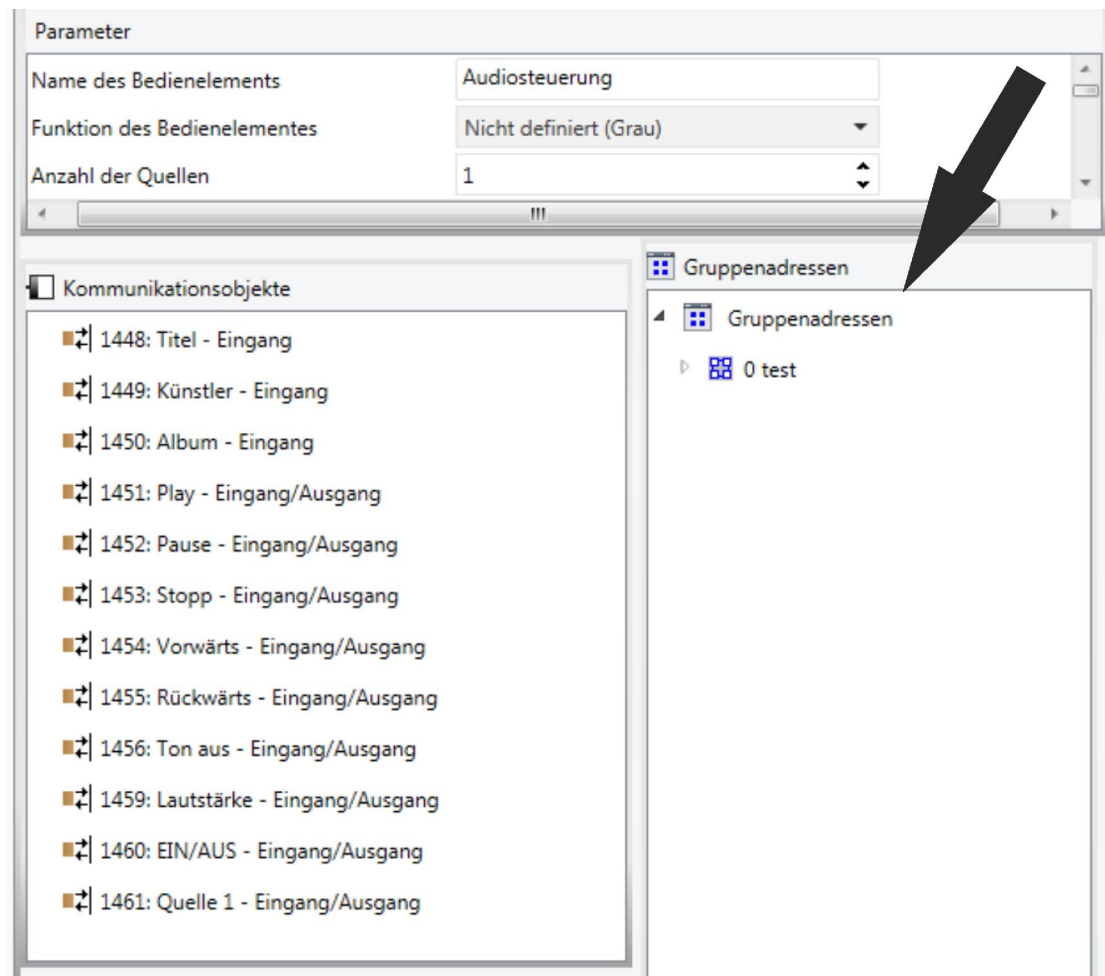 Parameter
Name des Bedienelements Audiosteuerung
Funktion des Bedienelementes Nicht definiert (Grau)
Anzahl der Quellen 1
Kommunikationsobjekte
1448: Titel - Eingang
1449: Künstler - Eingang
1450: Album - Eingang
1451: Play - Eingang/Ausgang
1452: Pause - Eingang/Ausgang
1453: Stopp - Eingang/Ausgang
1454: Vorwärts - Eingang/Ausgang
1455: Rückwärts - Eingang/Ausgang
1456: Ton aus - Eingang/Ausgang
1459: Lautstärke - Eingang/Ausgang
1460: EIN/AUS - Eingang/Ausgang
1461: Quelle 1 - Eingang/Ausgang
Gruppenadressen
Gruppenadressen
0 test